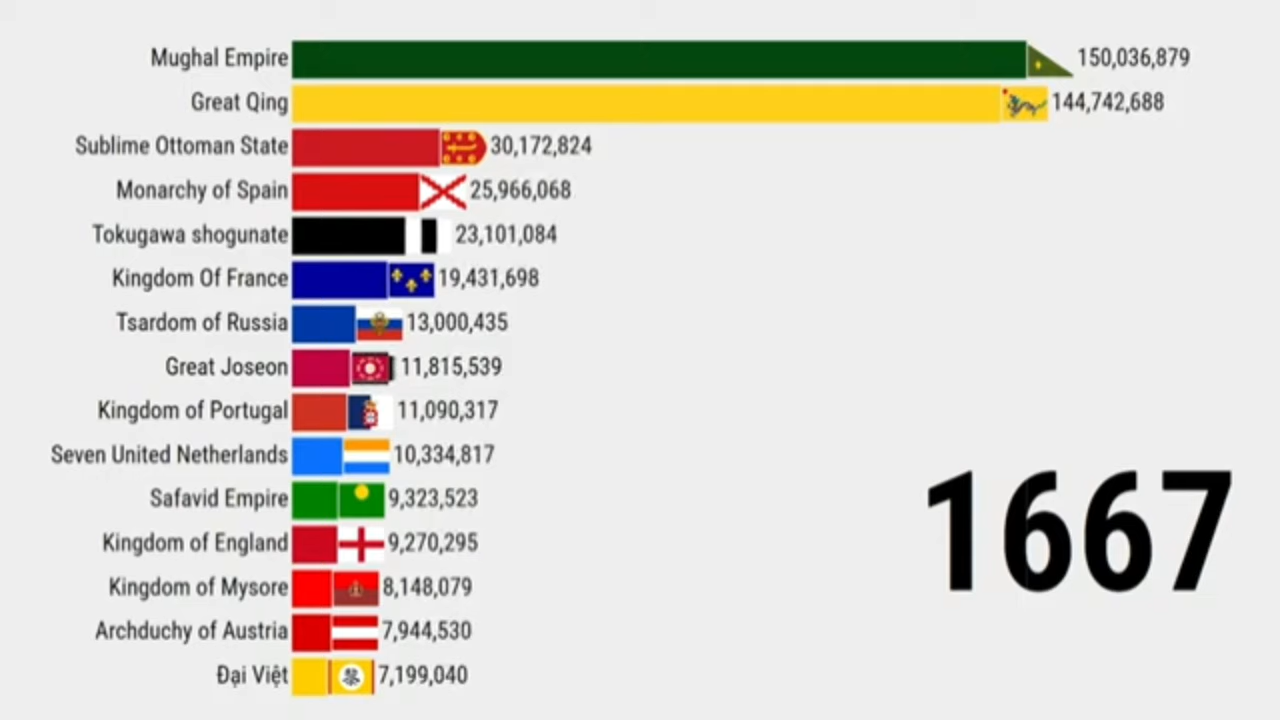 Mughal Empire 150,036,879
Great Qing 144,742,688
Sublime Ottoman State 30,172,824
Monarchy of Spain 25,966,068
Tokugawa shogunate 23,101,084
Kingdom Of France 19,431,698
Tsardom of Russia 13,000,435
Great Joseon 11,815,539
Kingdom of Portugal 11,090,317
Seven United Netherlands 10,334,817
Safavid Empire 9,323,523
Kingdom of England 9,270,295
Kingdom of Mysore 8,148,079
Archduchy of Austria 7,944,530
Đại Việt 黎 7,199,040
1667